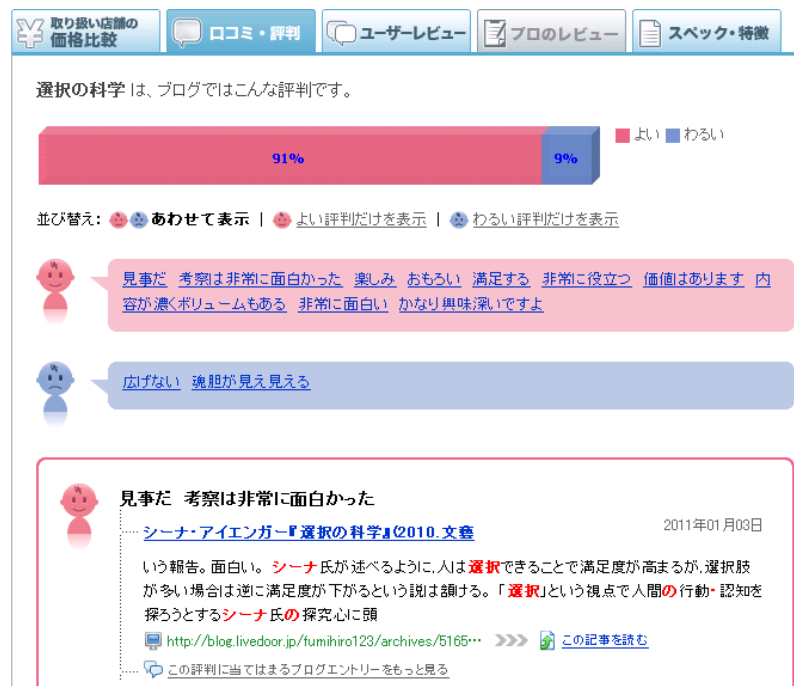 取り扱い店舗の
価格比較
口コミ・評判
ユーザーレビュー
プロのレビュー
スペック・特徴
選択の科学 は、ブログではこんな評判です。
91%
9%
よい わるい
並び替え: あわせて表示 | よい評判だけを表示 | わるい評判だけを表示
見事だ 考察は非常に面白かった 楽しみ おもろい 満足する 非常に役立つ 価値はあります 内
容が濃くボリュームもある 非常に面白い かなり興味深いですよ
広げない 魂胆が見え見える
見事だ 考察は非常に面白かった
シーナ・アイエンガー『選択の科学』(2010.文藝
2011年01月03日
いう報告。面白い。 シーナ氏が述べるように,人は選択できることで満足度が高まるが,選択肢
が多い場合は逆に満足度が下がるという説は頷ける。「選択」という視点で人間の行動・認知を
探ろうとするシーナ氏の探究心に頭
http://blog.livedoor.jp/fumihiro123/archives/5165… >>> この記事を読む
この評判に当てはまるブログエントリーをもっと見る